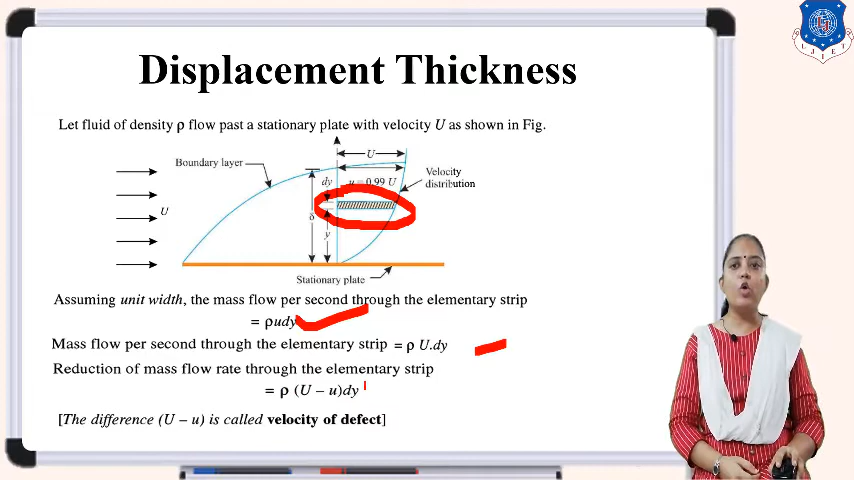 Displacement Thickness
Let fluid of density ρ flow past a stationary plate with velocity U as shown in Fig.
U
Boundary layer
dy
u = 0.99 U
Velocity
distribution
U
δ
y
Stationary plate
Assuming unit width, the mass flow per second through the elementary strip
= ρudy
Mass flow per second through the elementary strip = ρ U.dy
Reduction of mass flow rate through the elementary strip
= ρ (U – u)dy
[The difference (U – u) is called velocity of defect]
UIET